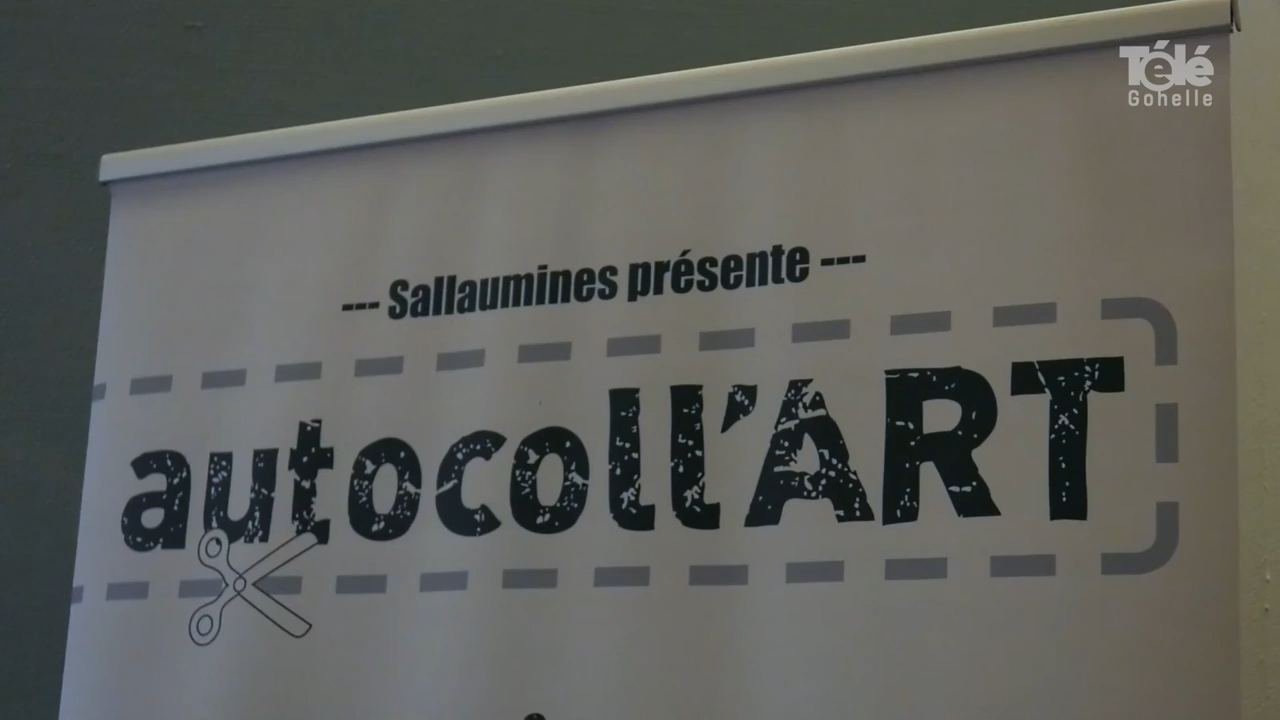 Télé
Gohelle
--- Sallaumines présente ---
autocoll'ART